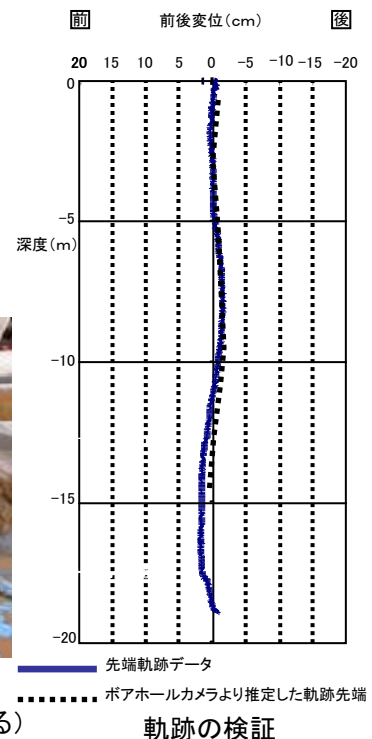 前 前後変位(cm) 後
20 15 10 5 0 -5 -10 -15 -20
0
-5
深度(m)
-10
-15
-20
先端軌跡データ
ボアホールカメラより推定した軌跡先端
る)
軌跡の検証